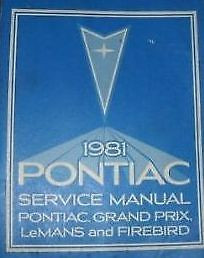 1981
PONTIAC
SERVICE MANUAL
PONTIAC, GRAND PRIX,
LeMANS and FIREBIRD